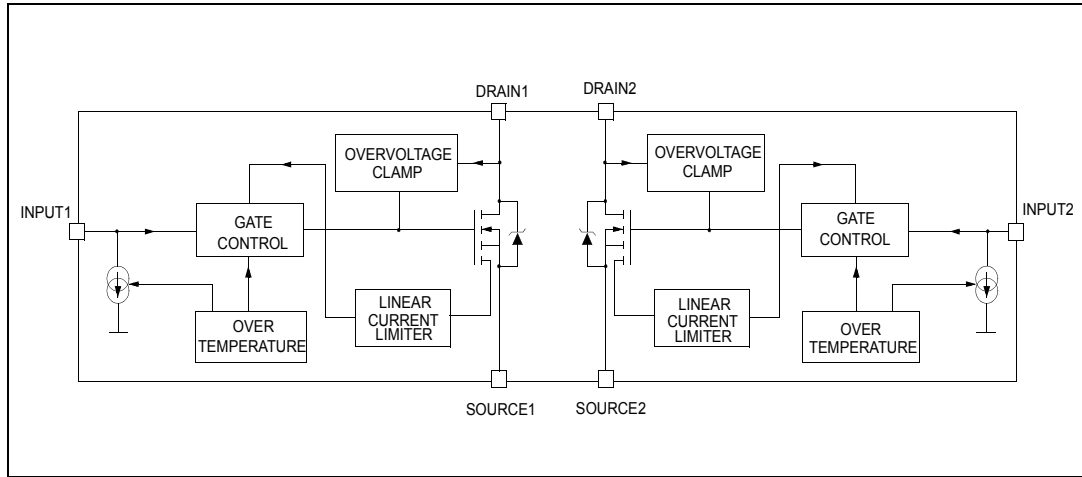 DRAIN1
DRAIN2
OVERVOLTAGE
CLAMP
OVERVOLTAGE
CLAMP
INPUT1
GATE
CONTROL
GATE
CONTROL
INPUT2
LINEAR
CURRENT
LIMITER
LINEAR
CURRENT
LIMITER
OVER
TEMPERATURE
OVER
TEMPERATURE
SOURCE1
SOURCE2